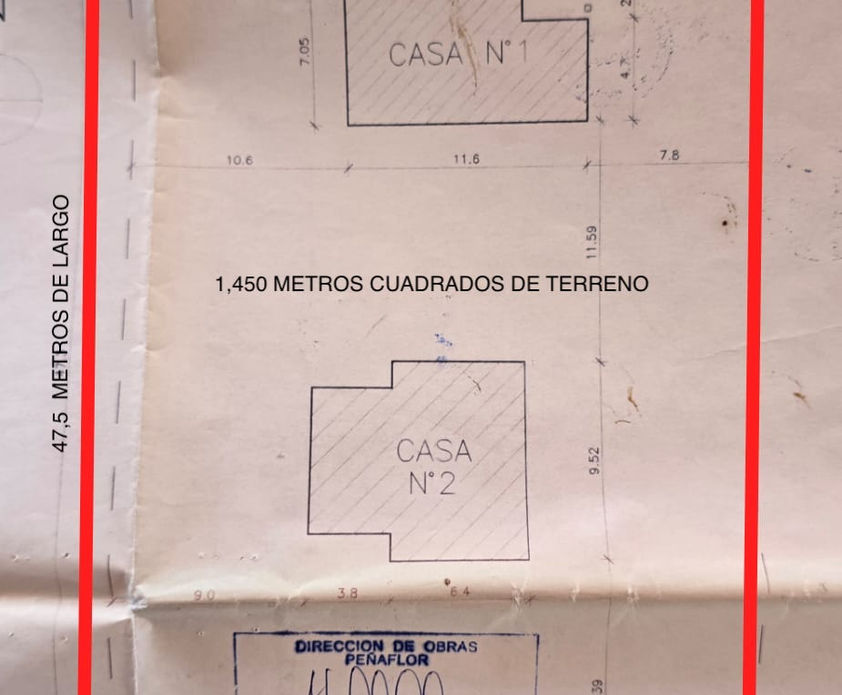 7.05
CASA N° 1
10.6
11.6
7.8
11.59
47,5 METROS DE LARGO
1,450 METROS CUADRADOS DE TERRENO
CASA
N° 2
9.52
9.0
3.8
6.4
DIRECCION DE OBRAS
PEÑAFLOR
39